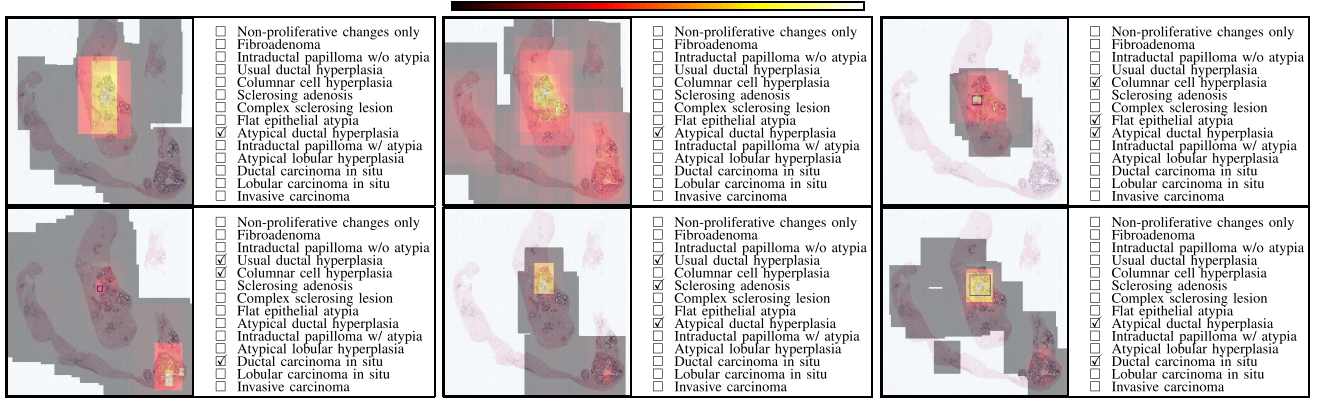 ☐ Non-proliferative changes only
☐ Fibroadenoma
☐ Intraductal papilloma w/o atypia
☐ Usual ductal hyperplasia
☐ Columnar cell hyperplasia
☐ Sclerosing adenosis
☐ Complex sclerosing lesion
☐ Flat epithelial atypia
☑ Atypical ductal hyperplasia
☐ Intraductal papilloma w/ atypia
☐ Atypical lobular hyperplasia
☐ Ductal carcinoma in situ
☐ Lobular carcinoma in situ
☐ Invasive carcinoma
☐ Non-proliferative changes only
☐ Fibroadenoma
☐ Intraductal papilloma w/o atypia
☐ Usual ductal hyperplasia
☐ Columnar cell hyperplasia
☐ Sclerosing adenosis
☐ Complex sclerosing lesion
☐ Flat epithelial atypia
☑ Atypical ductal hyperplasia
☐ Intraductal papilloma w/ atypia
☐ Atypical lobular hyperplasia
☐ Ductal carcinoma in situ
☐ Lobular carcinoma in situ
☐ Invasive carcinoma
☐ Non-proliferative changes only
☐ Fibroadenoma
☐ Intraductal papilloma w/o atypia
☐ Usual ductal hyperplasia
☑ Columnar cell hyperplasia
☐ Sclerosing adenosis
☐ Complex sclerosing lesion
☑ Flat epithelial atypia
☑ Atypical ductal hyperplasia
☐ Intraductal papilloma w/ atypia
☐ Atypical lobular hyperplasia
☐ Ductal carcinoma in situ
☐ Lobular carcinoma in situ
☐ Invasive carcinoma
☐ Non-proliferative changes only
☐ Fibroadenoma
☐ Intraductal papilloma w/o atypia
☑ Usual ductal hyperplasia
☑ Columnar cell hyperplasia
☐ Sclerosing adenosis
☐ Complex sclerosing lesion
☐ Flat epithelial atypia
☐ Atypical ductal hyperplasia
☐ Intraductal papilloma w/ atypia
☐ Atypical lobular hyperplasia
☑ Ductal carcinoma in situ
☐ Lobular carcinoma in situ
☐ Invasive carcinoma
☐ Non-proliferative changes only
☐ Fibroadenoma
☐ Intraductal papilloma w/o atypia
☑ Usual ductal hyperplasia
☐ Columnar cell hyperplasia
☑ Sclerosing adenosis
☐ Complex sclerosing lesion
☐ Flat epithelial atypia
☑ Atypical ductal hyperplasia
☐ Intraductal papilloma w/ atypia
☐ Atypical lobular hyperplasia
☐ Ductal carcinoma in situ
☐ Lobular carcinoma in situ
☐ Invasive carcinoma
☐ Non-proliferative changes only
☐ Fibroadenoma
☐ Intraductal papilloma w/o atypia
☐ Usual ductal hyperplasia
☐ Columnar cell hyperplasia
☐ Sclerosing adenosis
☐ Complex sclerosing lesion
☐ Flat epithelial atypia
☑ Atypical ductal hyperplasia
☐ Intraductal papilloma w/ atypia
☐ Atypical lobular hyperplasia
☑ Ductal carcinoma in situ
☐ Lobular carcinoma in situ
☐ Invasive carcinoma